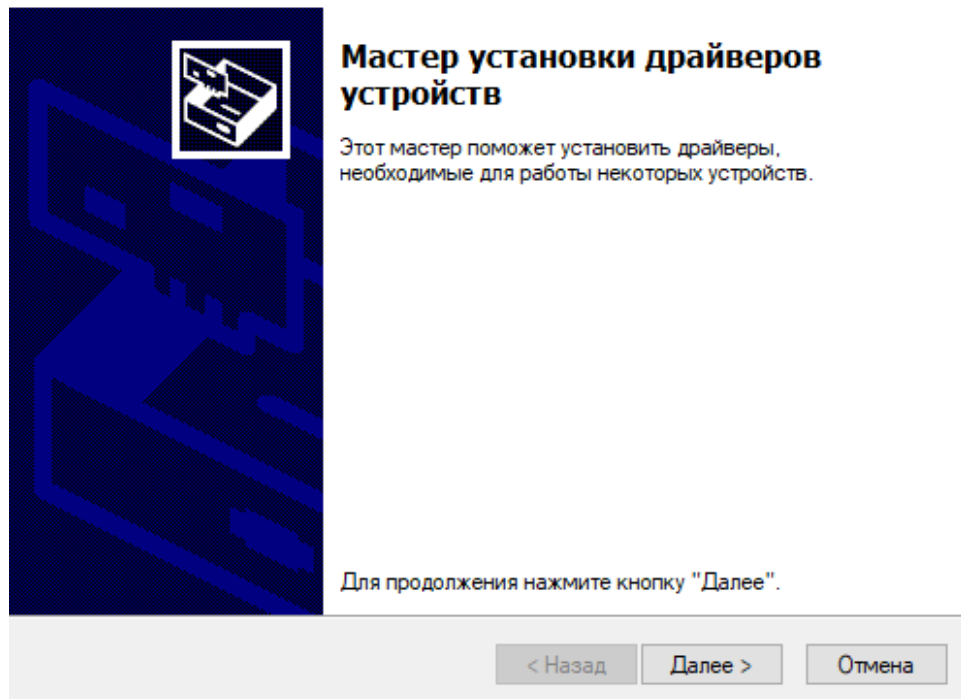 Мастер установки драйверов
устройств
Этот мастер поможет установить драйверы,
необходимые для работы некоторых устройств.
Для продолжения нажмите кнопку "Далее".
< Назад
Далее >
Отмена